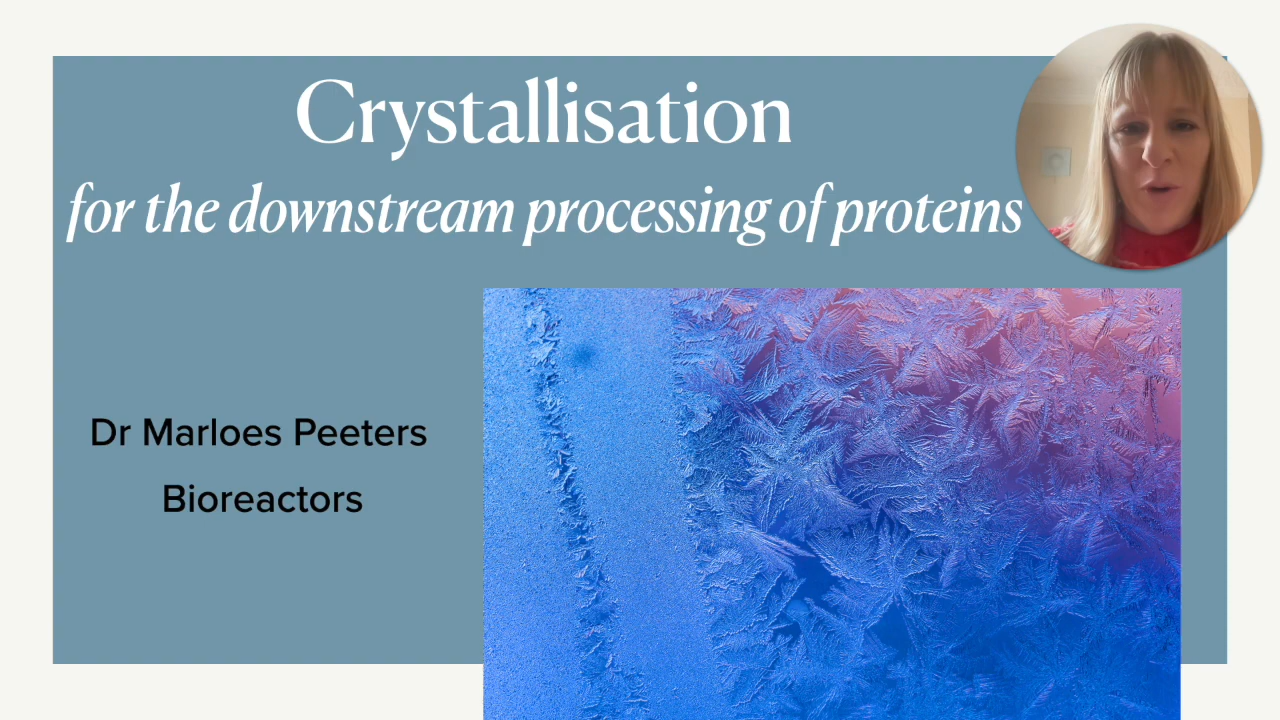 Crystallisation
for the downstream processing of proteins
Dr Marloes Peeters
Bioreactors